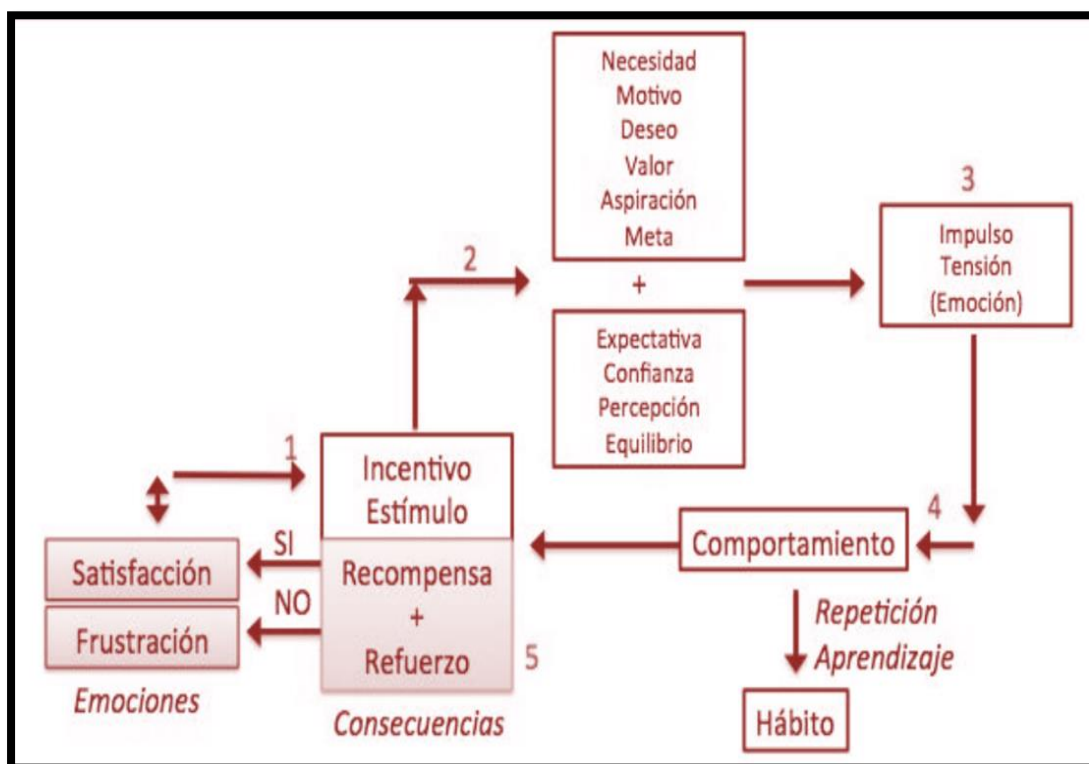 Necesidad
Motivo
Deseo
Valor
Aspiración
Meta
+
Expectativa
Confianza
Percepción
Equilibrio
2
3
Impulso
Tensión
(Emoción)
1
Incentivo
Estímulo
4
Comportamiento
SI
NO
Satisfacción
Frustración
Emociones
Recompensa
+
Refuerzo
5
Consecuencias
Repetición
Aprendizaje
Hábito